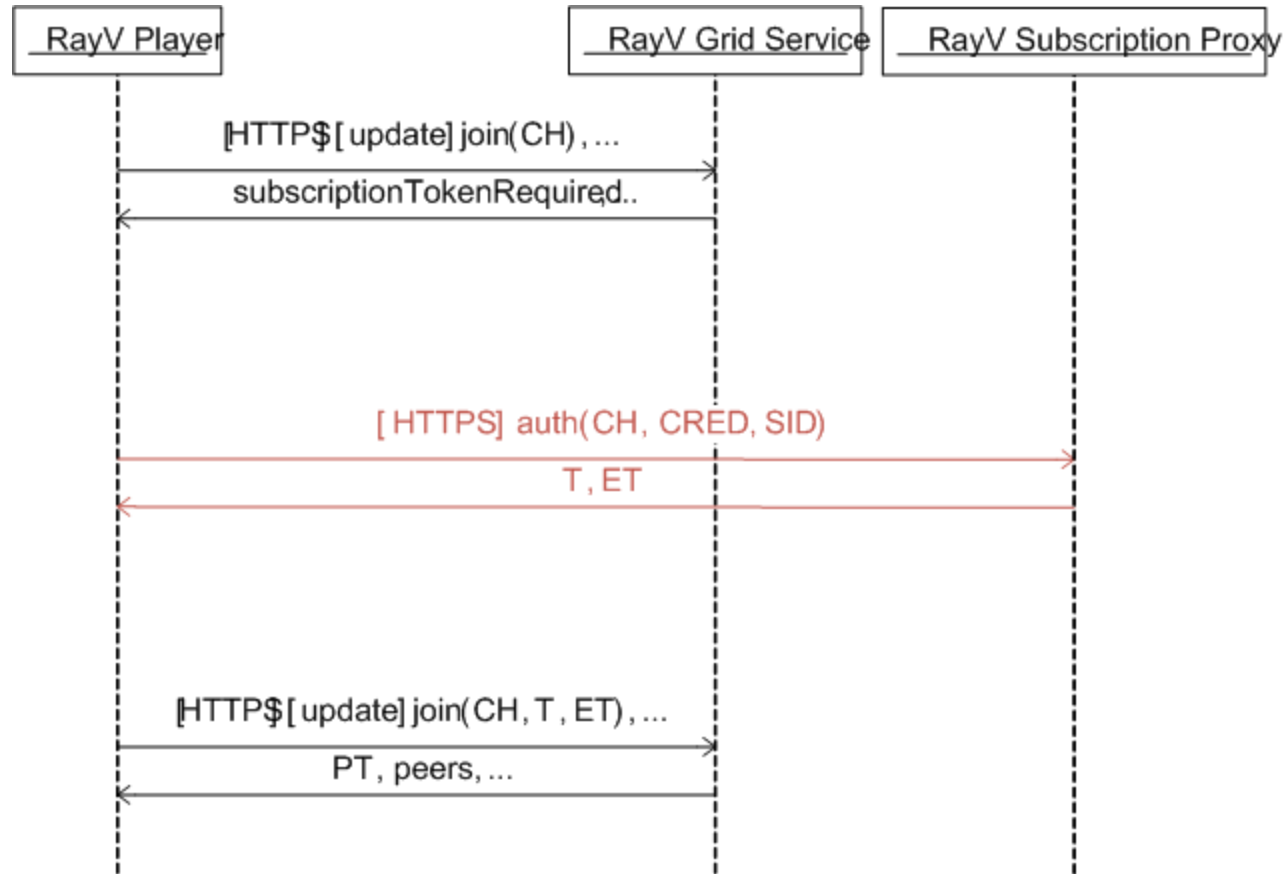 RayV Player
RayV Grid Service
RayV Subscription Proxy
[HTTPS] [update] join(CH), ...
subscriptionTokenRequired, ..
[HTTPS] auth(CH, CRED, SID)
T, ET
[HTTPS] [update] join(CH, T, ET), ...
PT, peers, ...